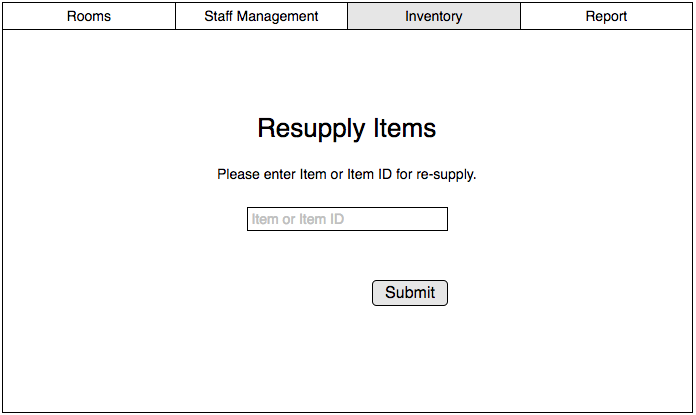 Rooms Staff Management Inventory Report
Resupply Items
Please enter Item or Item ID for re-supply.
Item or Item ID
Submit